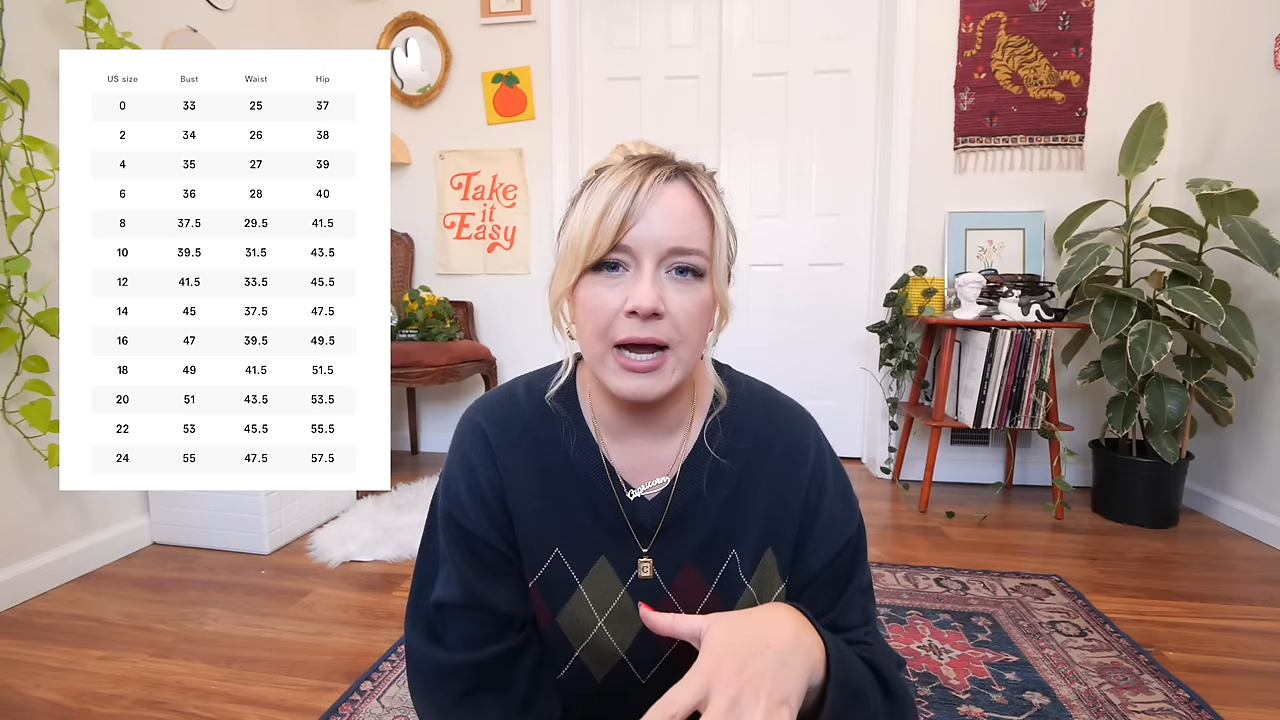 US size Bust Waist Hip
0 33 25 37
2 34 26 38
4 35 27 39
6 36 28 40
8 37.5 29.5 41.5
10 39.5 31.5 43.5
12 41.5 33.5 45.5
14 45 37.5 47.5
16 47 39.5 49.5
18 49 41.5 51.5
20 51 43.5 53.5
22 53 45.5 55.5
24 55 47.5 57.5
Take
it
Easy
Capricorn
C